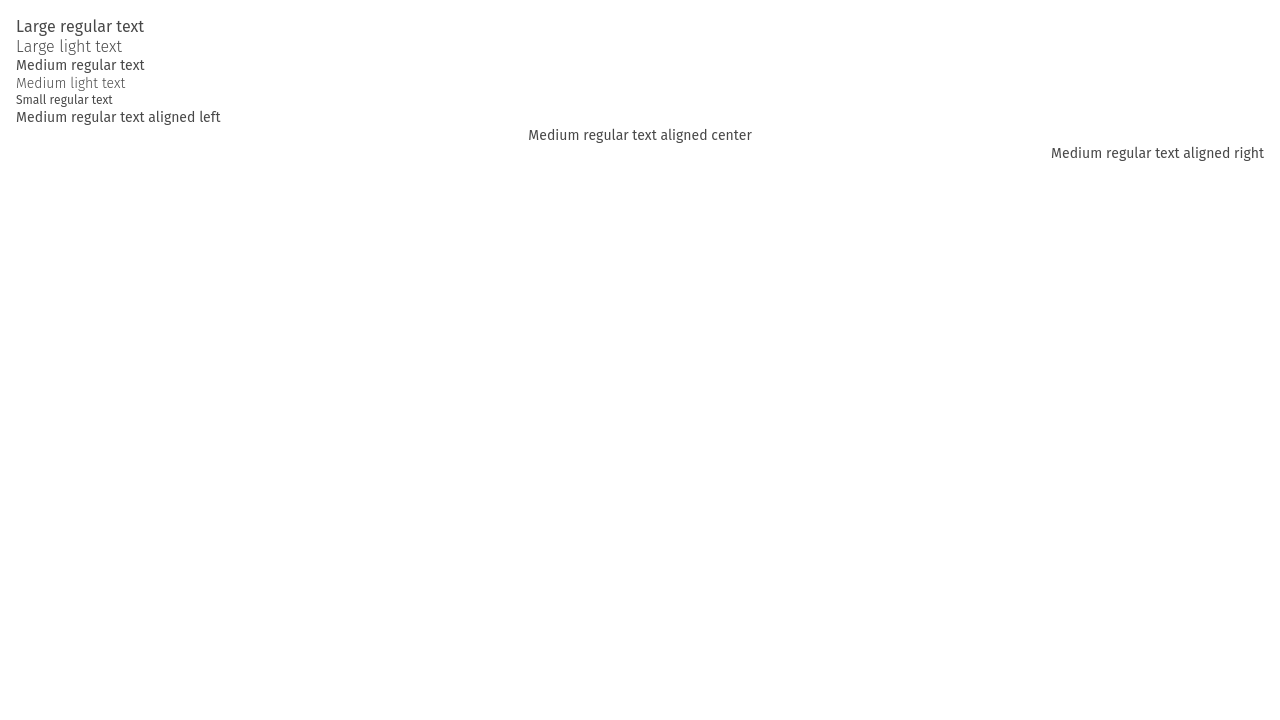 Large regular text
Large light text
Medium regular text
Medium light text
Small regular text
Medium regular text aligned left
Medium regular text aligned center
Medium regular text aligned right